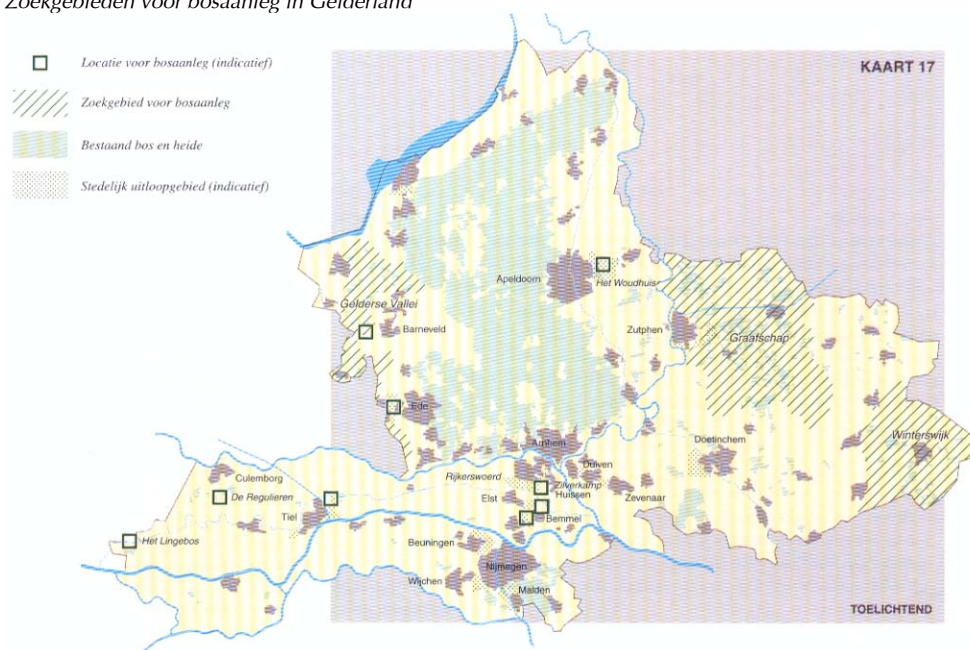 Zoekgebieden voor bosaanleg in Gelderland
Locatie voor bosaanleg (indicatief)
Zoekgebied voor bosaanleg
Bestaand bos en heide
Stedelijk uitloopgebied (indicatief)
KAART 17
Apeldoorn
Het Woudhuis
Gelderse Vallei
Barneveld
Zutphen
Graafschap
Ede
Winterswijk
Arnhem
Doetinchem
Duiven
Rijkerswoerd
Zilverkamp
Culemborg
Huissen
Zevenaar
De Regulieren
Elst
Tiel
Bemmel
Het Lingebos
Beuningen
Nijmegen
Wijchen
Malden
TOELICHTEND